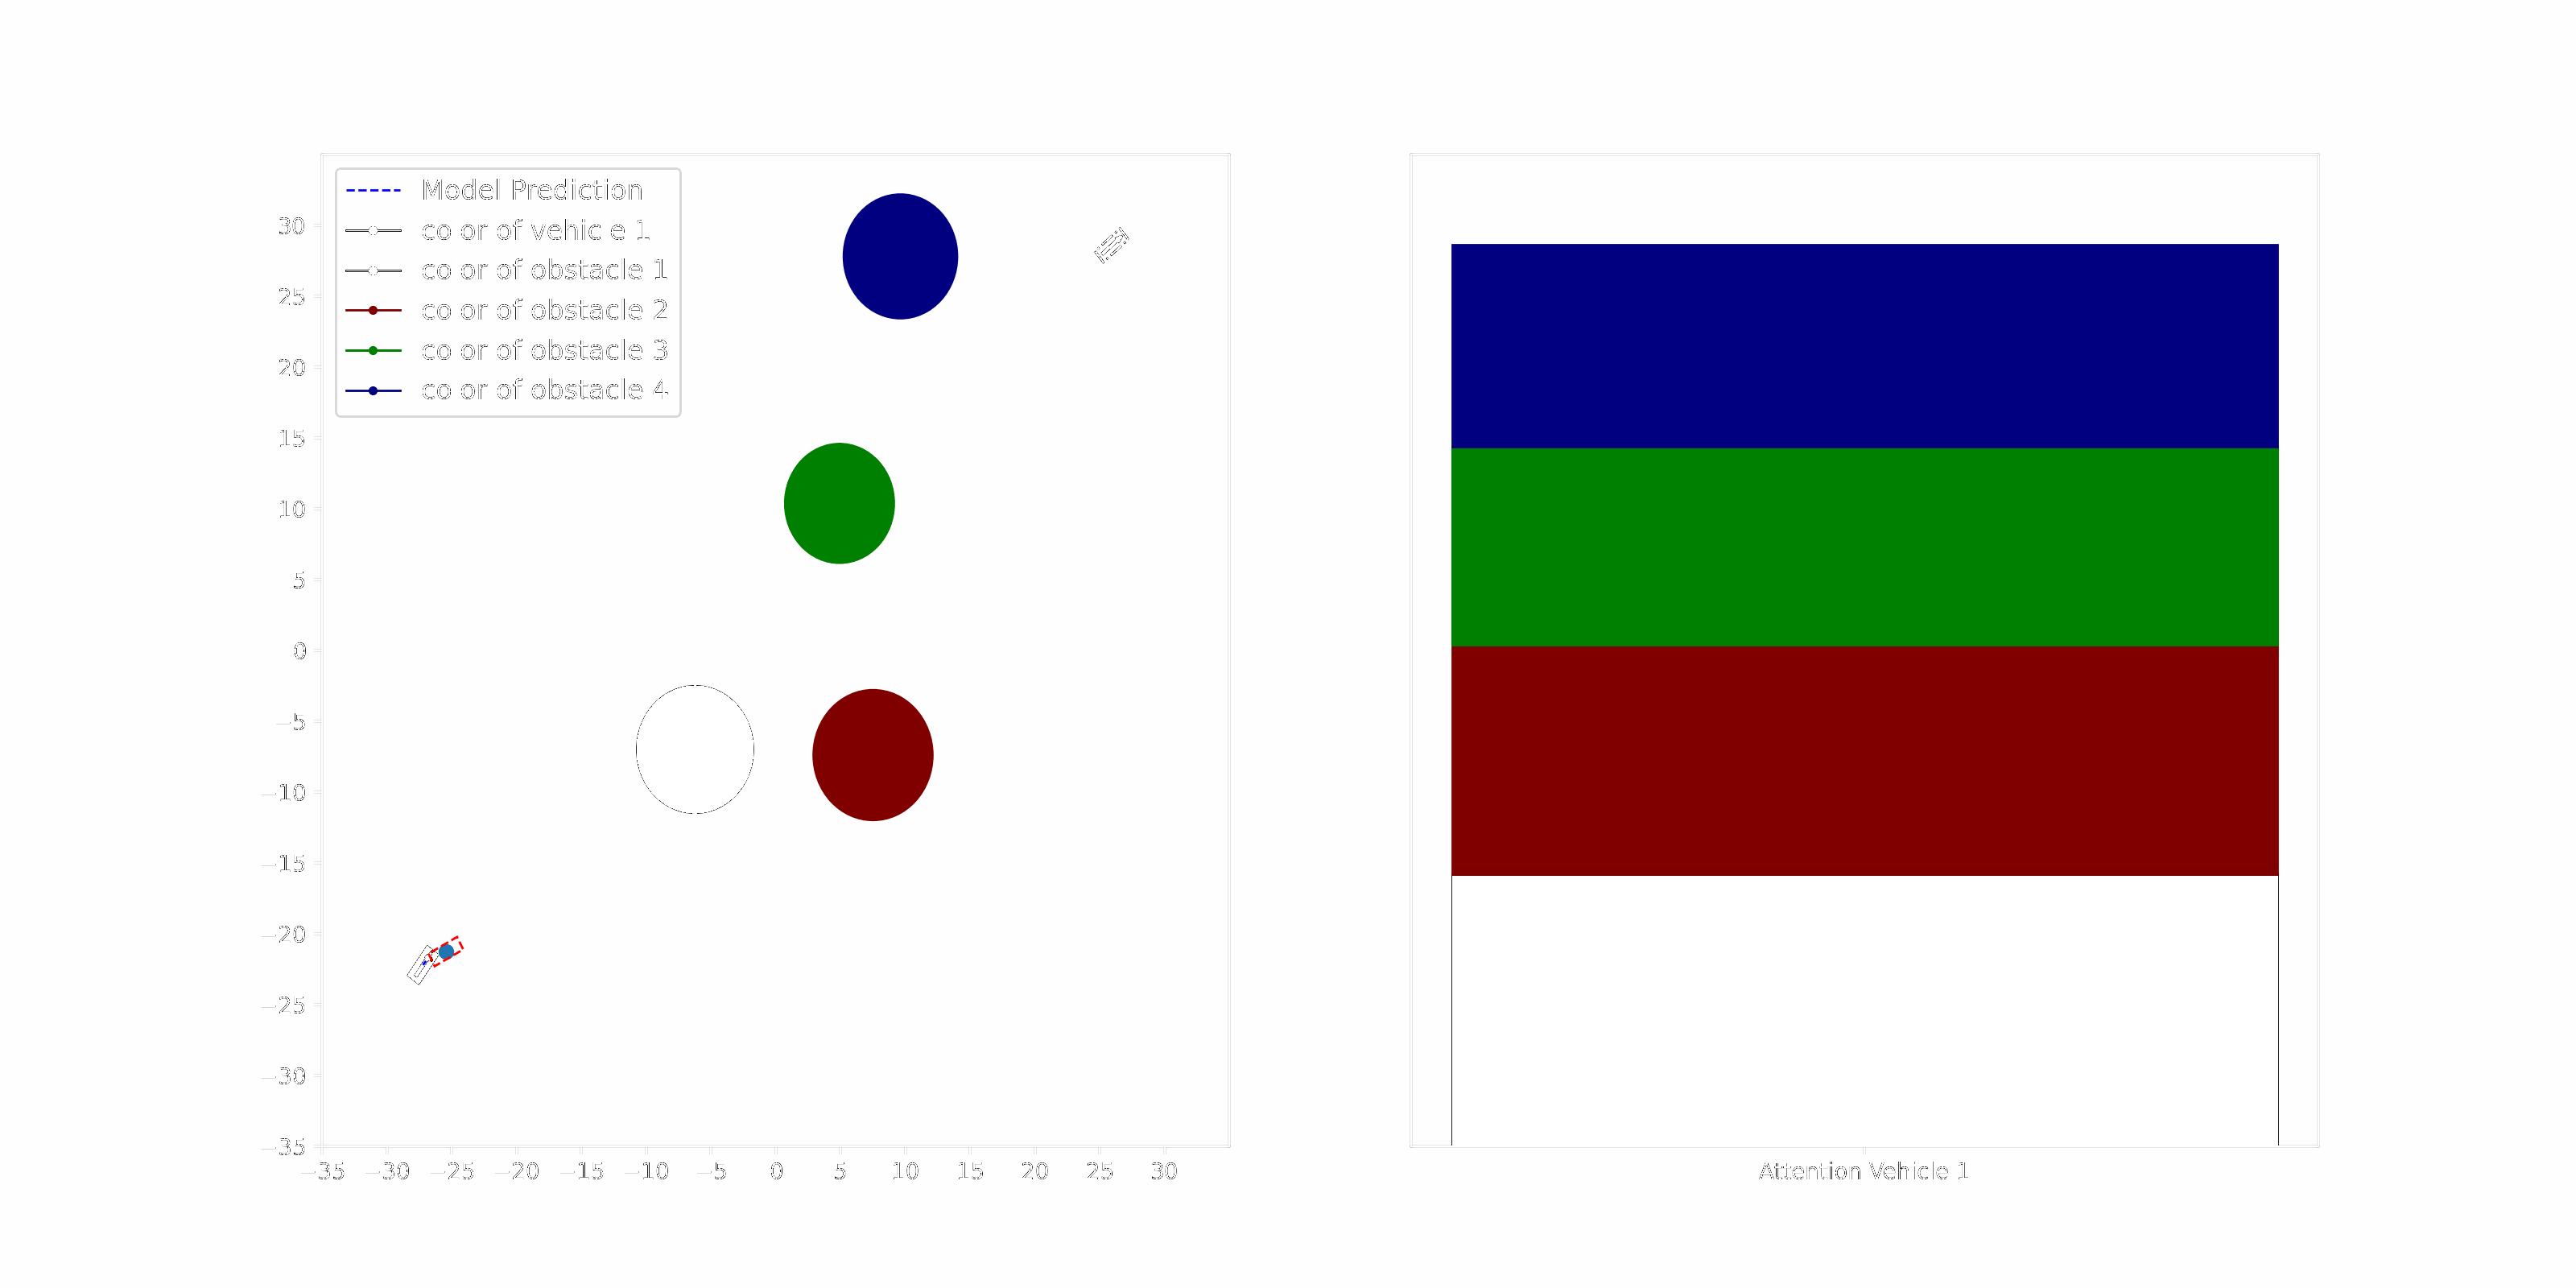 Model Prediction
co or of vehic e 1
co or of obstacle 1
co or of obstacle 2
co or of obstacle 3
co or of obstacle 4
30
25
20
15
10
5
0
−5
−10
−15
−20
−25
−30
−35
−35 −30 −25 −20 −15 −10 −5 0 5 10 15 20 25 30
Attention Vehicle 1